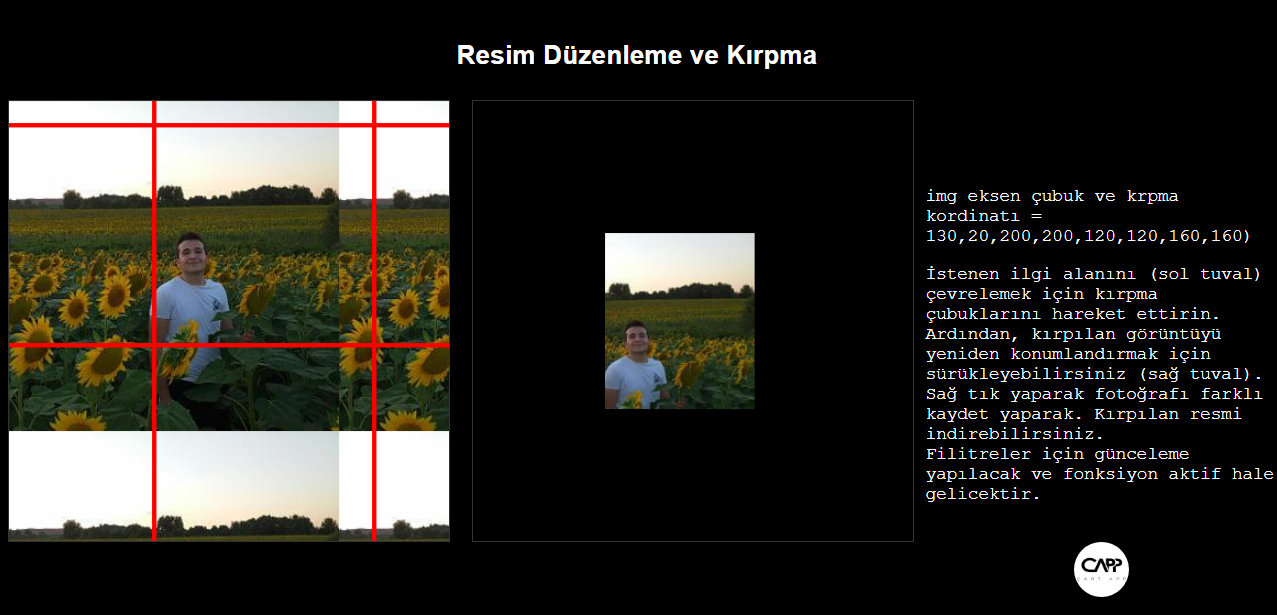 Resim Düzenleme ve Kırpma
img eksen çubuk ve krpma
kordinatı =
130,20,200,200,120,120,160,160)
İstenen ilgi alanını (sol tuval)
çevrelemek için kırpma
çubuklarını hareket ettirin.
Ardından, kırpılan görüntüyü
yeniden konumlandırmak için
sürükleyebilirsiniz (sağ tuval).
Sağ tık yaparak fotoğrafı farklı
kaydet yaparak. Kırpılan resmi
indirebilirsiniz.
Filitreler için günceleme
yapılacak ve fonksiyon aktif hale
gelicektir.
CAPP
CART APP